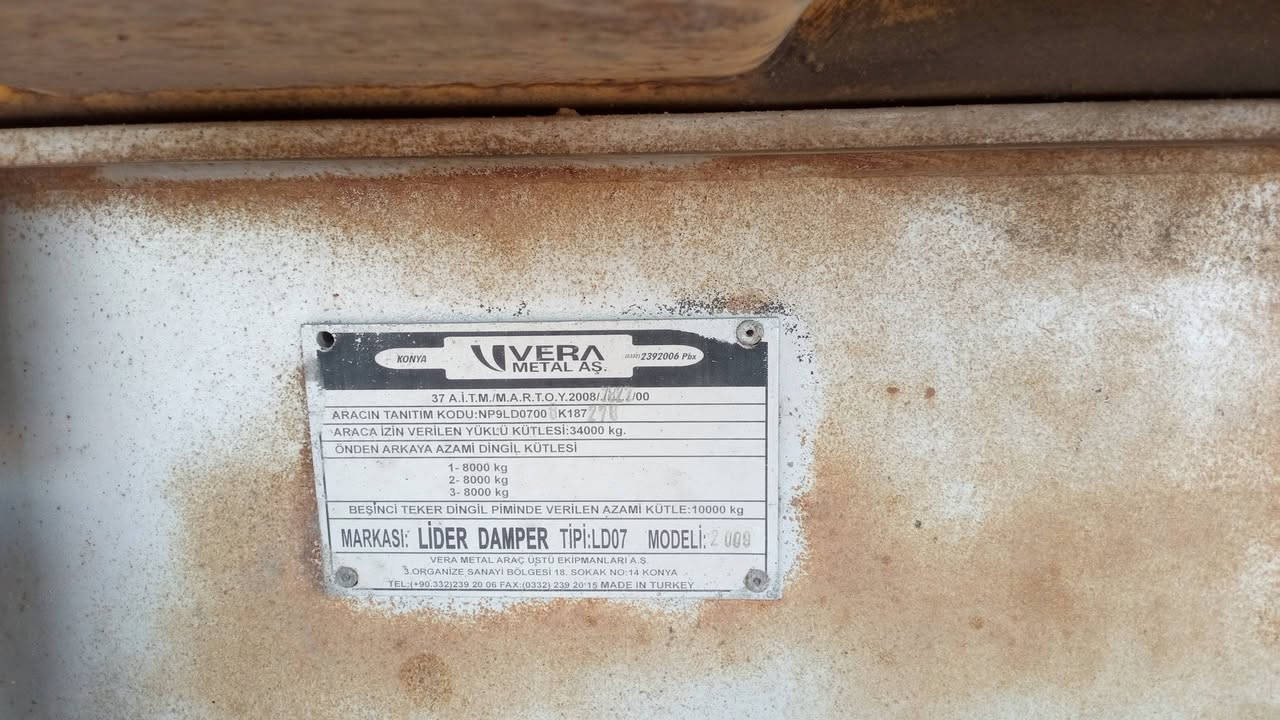 KONYA VERA METAL AŞ. (0332) 2392006 Pbx
37 A.İ.T.M./M.A.R.T.O.Y.2008/ /00
ARACIN TANITIM KODU:NP9LD0700 K187
ARACA İZİN VERİLEN YÜKLÜ KÜTLESİ:34000 kg.
ÖNDEN ARKAYA AZAMİ DİNGİL KÜTLESİ
1- 8000 kg
2- 8000 kg
3- 8000 kg
BEŞİNCİ TEKER DİNGİL PİMİNDE VERİLEN AZAMİ KÜTLE:10000 kg
MARKASI: LİDER DAMPER TİPİ:LD07 MODELİ:
VERA METAL ARAÇ ÜSTÜ EKİPMANLARI A.Ş.
3.ORGANİZE SANAYİ BÖLGESİ 18. SOKAK NO:14 KONYA
TEL:(+90.332)239 20 06 FAX:(0332) 239 20 15 MADE IN TURKEY